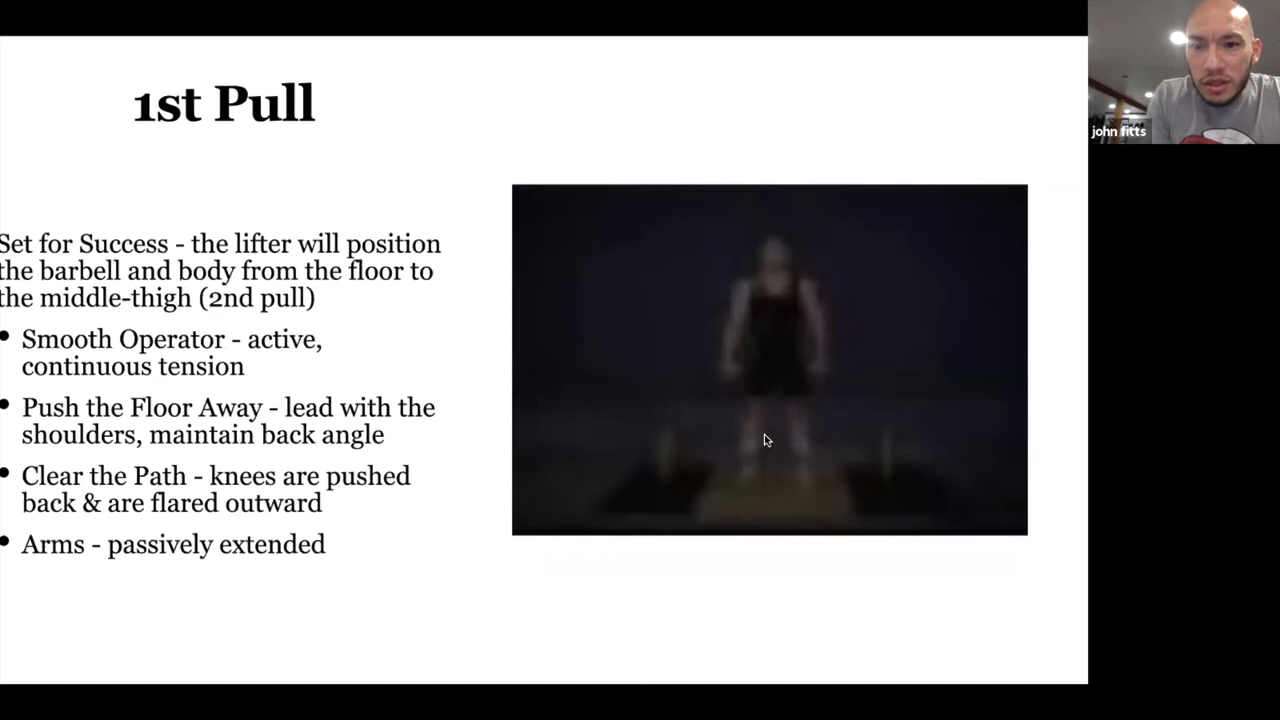 1st Pull
john fitts
Set for Success - the lifter will position
the barbell and body from the floor to
the middle-thigh (2nd pull)
• Smooth Operator - active,
continuous tension
• Push the Floor Away - lead with the
shoulders, maintain back angle
• Clear the Path - knees are pushed
back & are flared outward
• Arms - passively extended